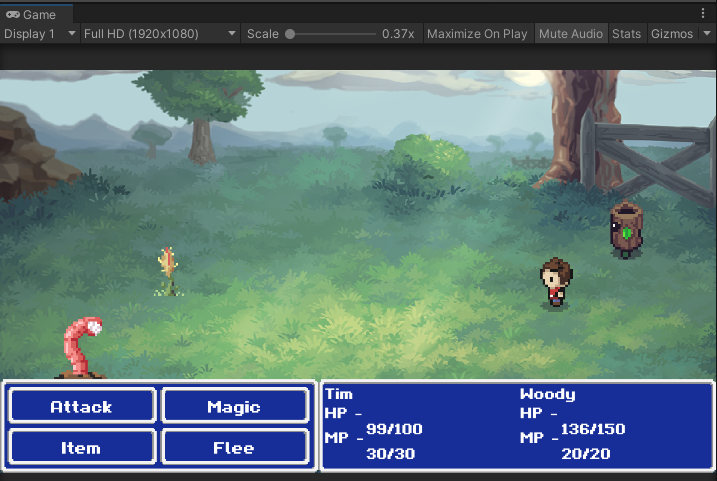 Game
Display 1 Full HD (1920x1080) Scale 0.37x Maximize On Play Mute Audio Stats Gizmos
Attack Magic
Item Flee
Tim Woody
HP - HP -
99/100 136/150
MP - MP -
30/30 20/20